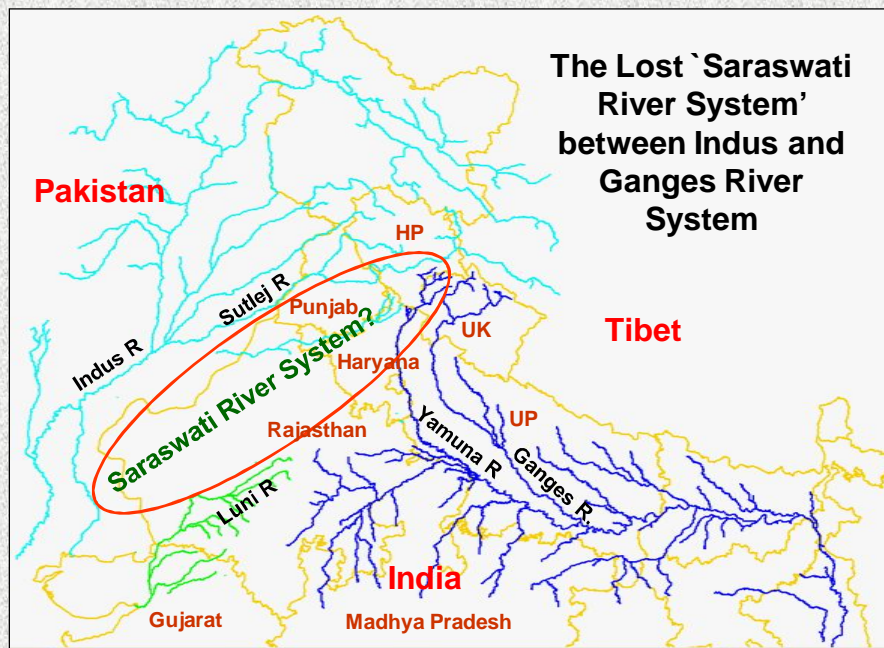 The Lost `Saraswati
River System'
between Indus and
Ganges River
System
Pakistan
HP
Sutlej R
Punjab
UK
Tibet
Indus R
Haryana
Saraswati River System?
Rajasthan
UP
Yamuna R
Ganges R,
Luni R
India
Gujarat
Madhya Pradesh